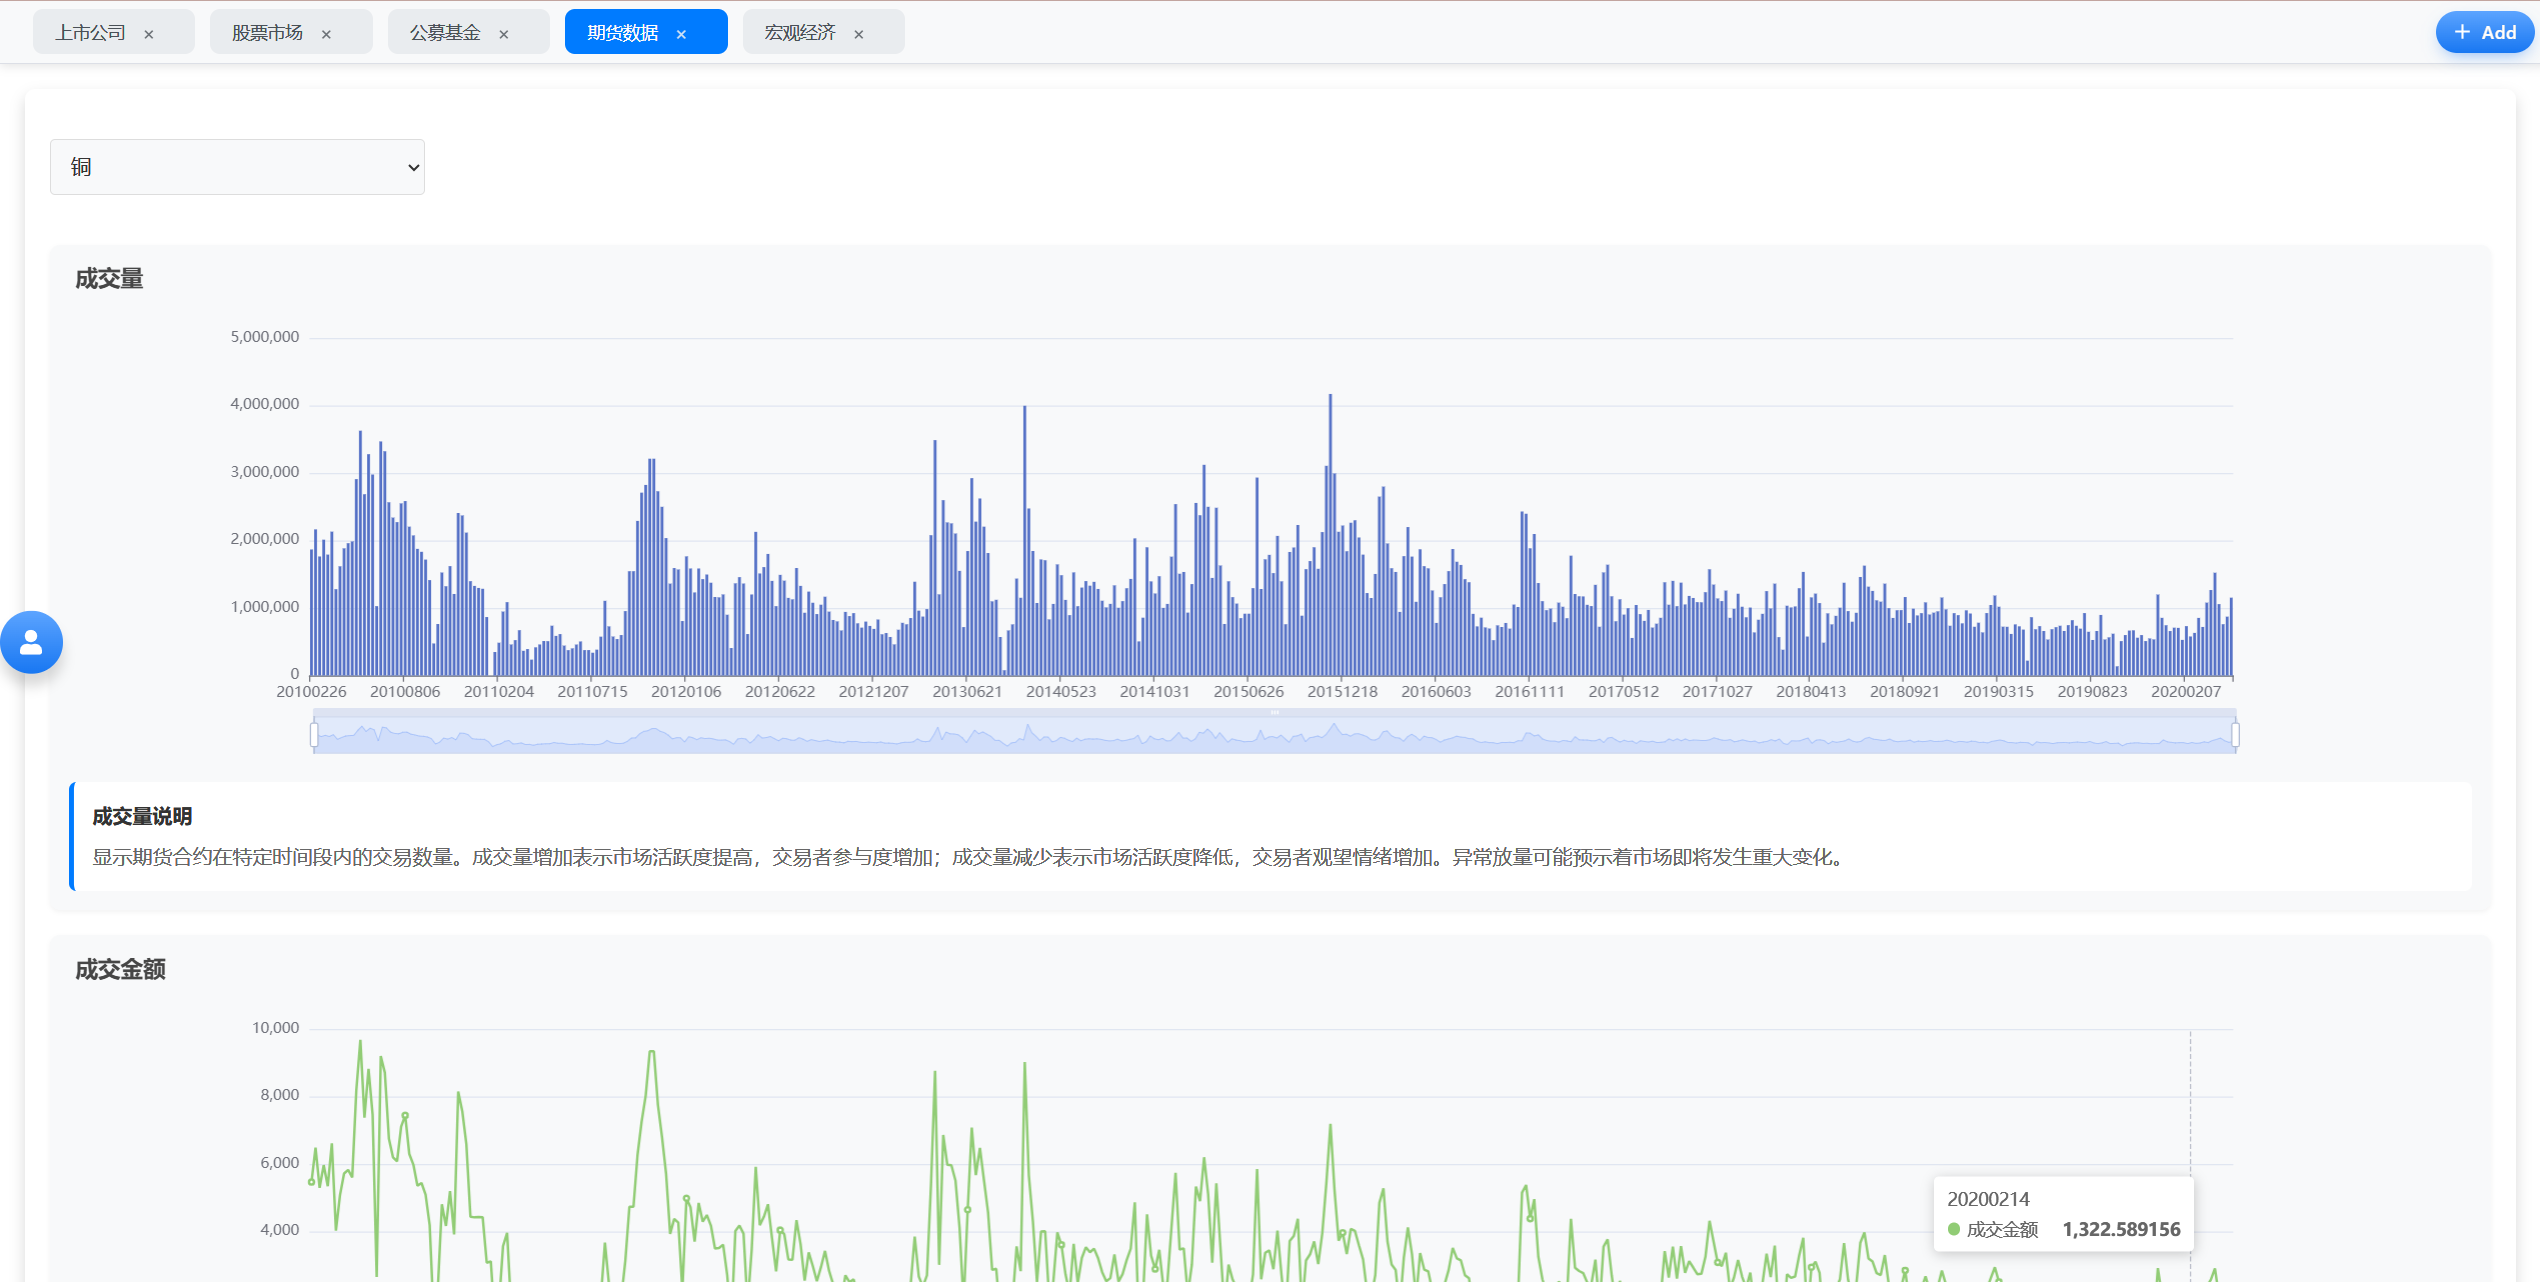 上市公司 × 股票市场 × 公募基金 × 期货数据 × 宏观经济 × + Add
铜
成交量
5,000,000
4,000,000
3,000,000
2,000,000
1,000,000
0
20100226 20100806 20110204 20110715 20120106 20120622 20121207 20130621 20140523 20141031 20150626 20151218 20160603 20161111 20170512 20171027 20180413 20180921 20190315 20190823 20200207
成交量说明
显示期货合约在特定时间段内的交易数量。成交量增加表示市场活跃度提高，交易者参与度增加；成交量减少表示市场活跃度降低，交易者观望情绪增加。异常放量可能预示着市场即将发生重大变化。
成交金额
10,000
8,000
6,000
4,000
20200214
成交金额 1,322.589156